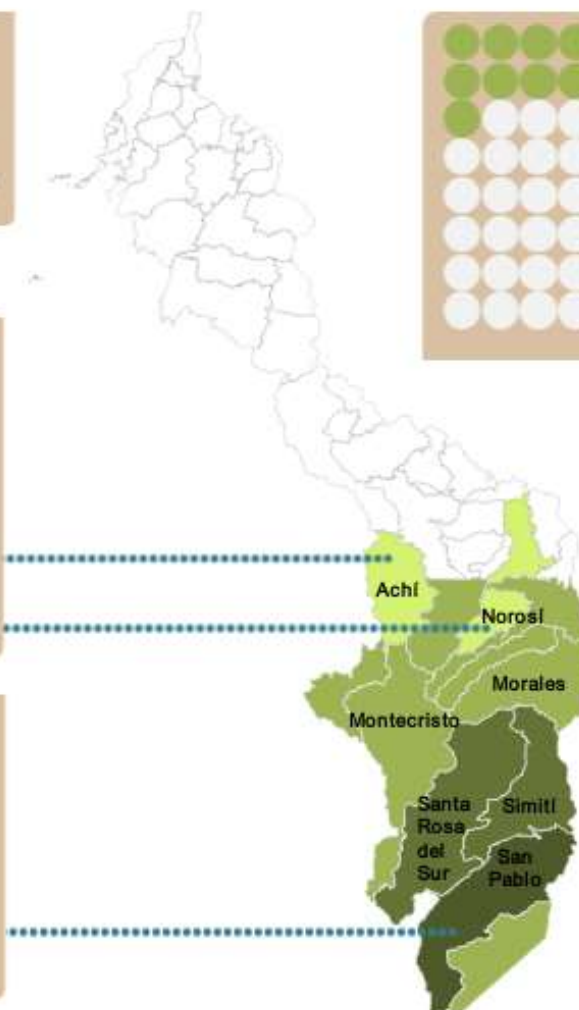 Achí
Norosí
Morales
Montecristo
Santa
Rosa
del
Sur
Simití
San
Pablo